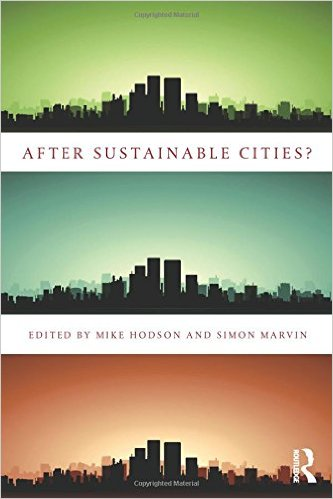 AFTER SUSTAINABLE CITIES?
EDITED BY MIKE HODSON AND SIMON MARVIN
ROUTLEDGE